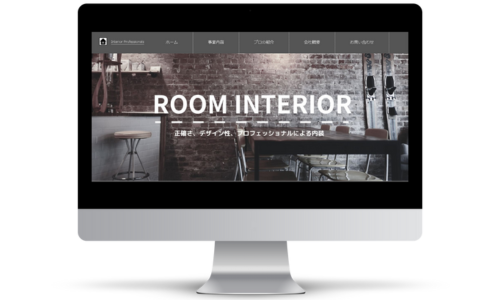 Interior Professionals
ホーム
事業内容
プロの紹介
会社概要
お問い合わせ
ROOM INTERIOR
正確さ、デザイン性、プロフェッショナルによる内装